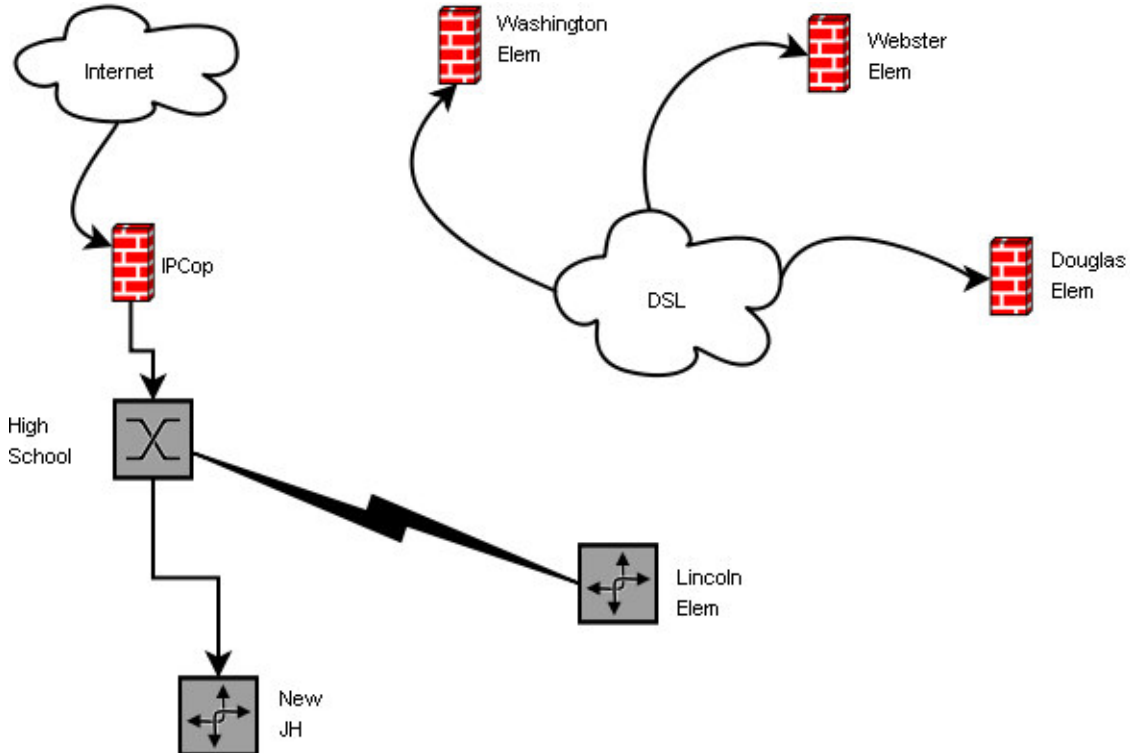 Internet
Washington
Elem
Webster
Elem
IPCop
DSL
Douglas
Elem
High
School
Lincoln
Elem
New
JH